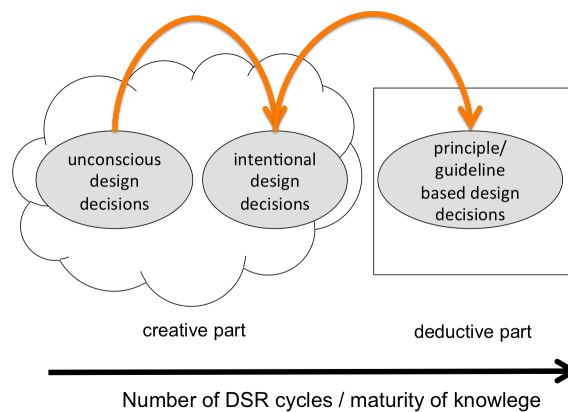 unconscious
design
decisions
intentional
design
decisions
principle/
guideline
based design
decisions
creative part
deductive part
Number of DSR cycles / maturity of knowlege